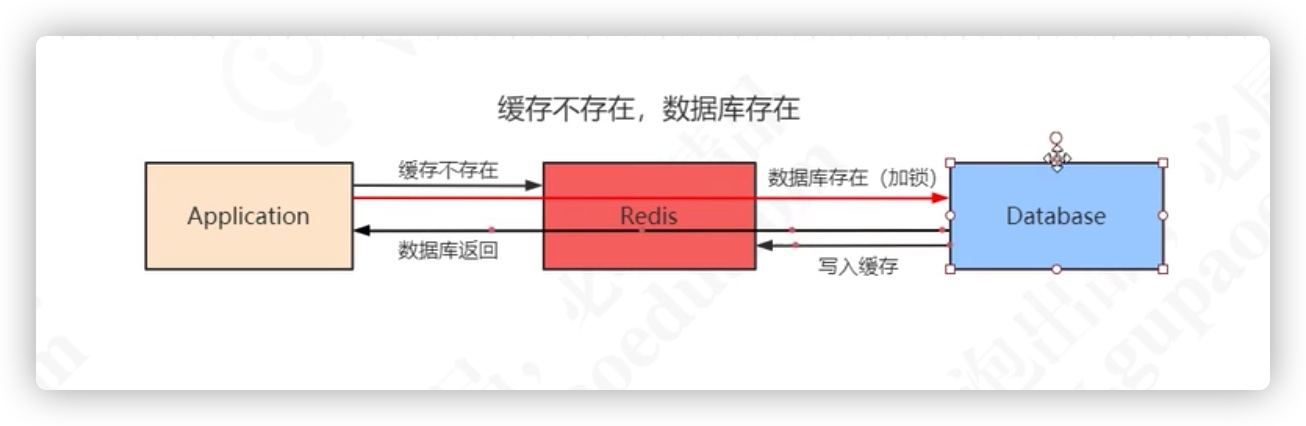 缓存不存在，数据库存在
缓存不存在
数据库存在（加锁）
Application
Redis
Database
数据库返回
写入缓存